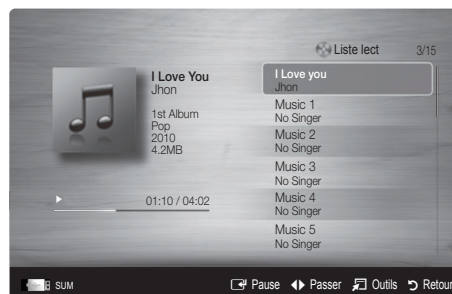 Liste lect 3/15
I Love You
Jhon
1st Album
Pop
2010
4.2MB
01:10 / 04:02
I Love you
Jhon
Music 1
No Singer
Music 2
No Singer
Music 3
No Singer
Music 4
No Singer
Music 5
No Singer
SUM Pause Passer Outils Retour